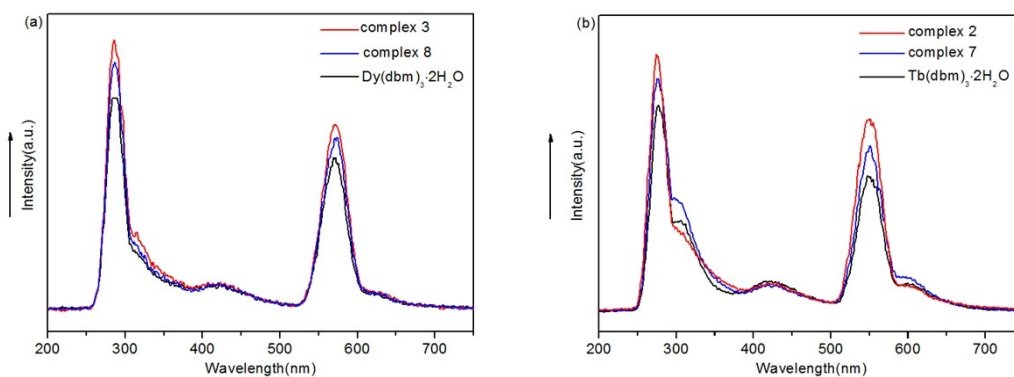 (a)
complex 3
complex 8
Dy(dbm)₃·2H₂O
Intensity(a.u.)
200 300 400 500 600 700
Wavelength(nm)
(b)
complex 2
complex 7
Tb(dbm)₃·2H₂O
Intensity(a.u.)
200 300 400 500 600 700
Wavelength(nm)